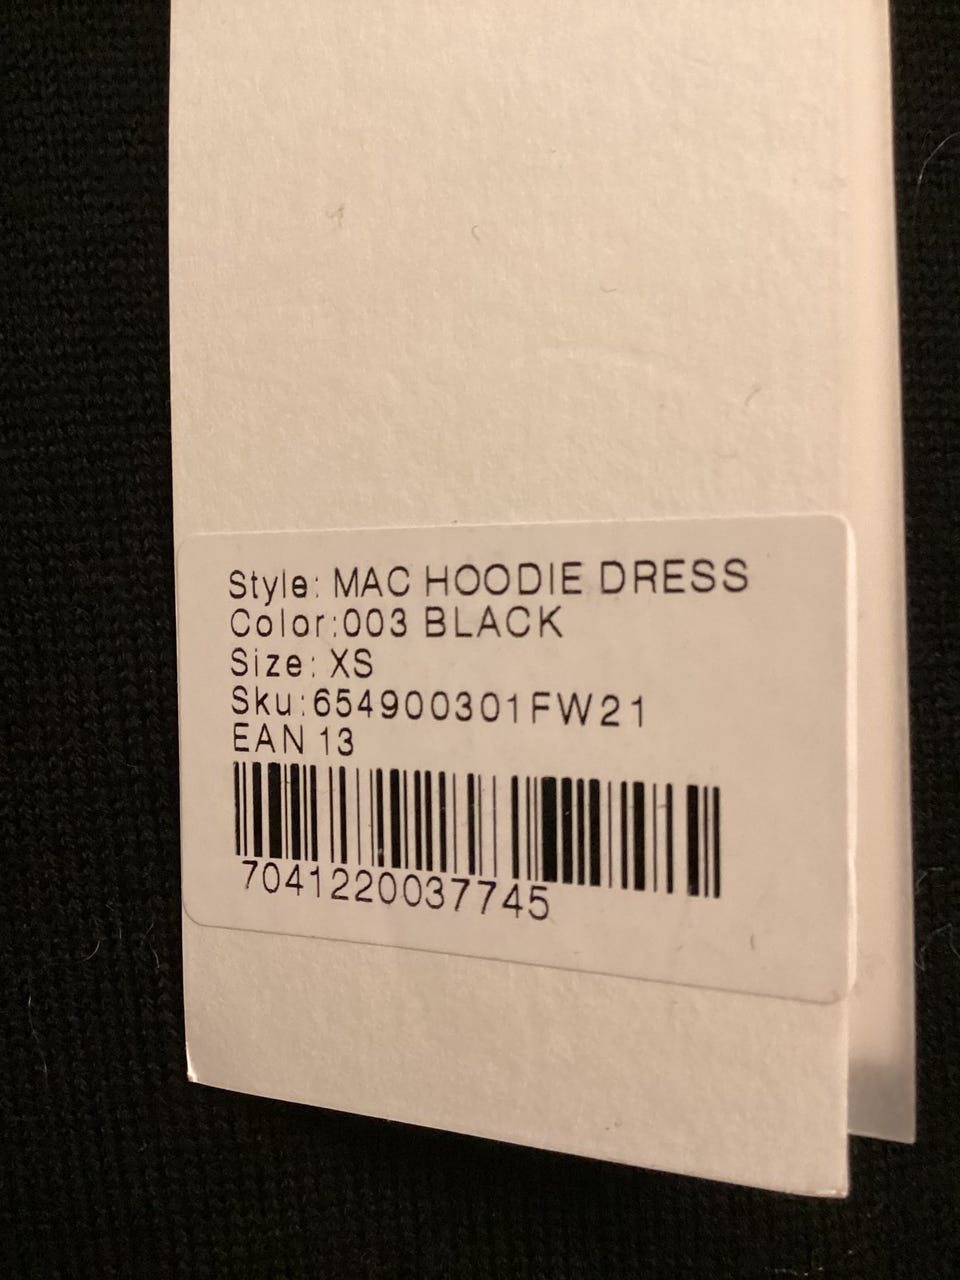 Style: MAC HOODIE DRESS
Color:003 BLACK
Size: XS
Sku:654900301FW21
EAN 13
7041220037745